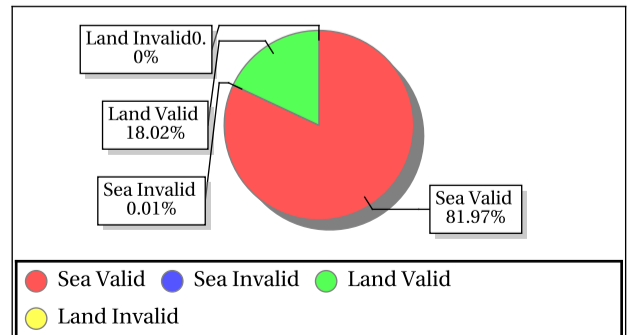 Land Invalid0.
0%
Land Valid
18.02%
Sea Invalid
0.01%
Sea Valid
81.97%
Sea Valid Sea Invalid Land Valid
Land Invalid